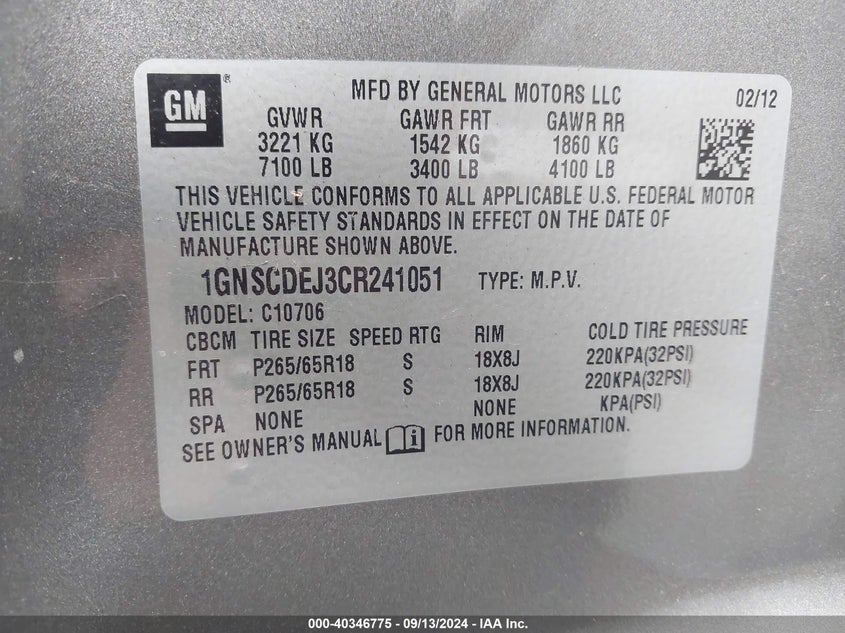 GM®
MFD BY GENERAL MOTORS LLC 02/12
GVWR GAWR FRT GAWR RR
3221 KG 1542 KG 1860 KG
7100 LB 3400 LB 4100 LB
THIS VEHICLE CONFORMS TO ALL APPLICABLE U.S. FEDERAL MOTOR
VEHICLE SAFETY STANDARDS IN EFFECT ON THE DATE OF
MANUFACTURE SHOWN ABOVE.
1GNSCDEJ3CR241051 TYPE: M.P.V.
MODEL: C10706
CBCM TIRE SIZE SPEED RTG RIM COLD TIRE PRESSURE
FRT P265/65R18 S 18X8J 220KPA(32PSI)
RR P265/65R18 S 18X8J 220KPA(32PSI)
SPA NONE NONE KPA(PSI)
SEE OWNER'S MANUAL FOR MORE INFORMATION.
000-40346775 - 09/13/2024 - IAA Inc.